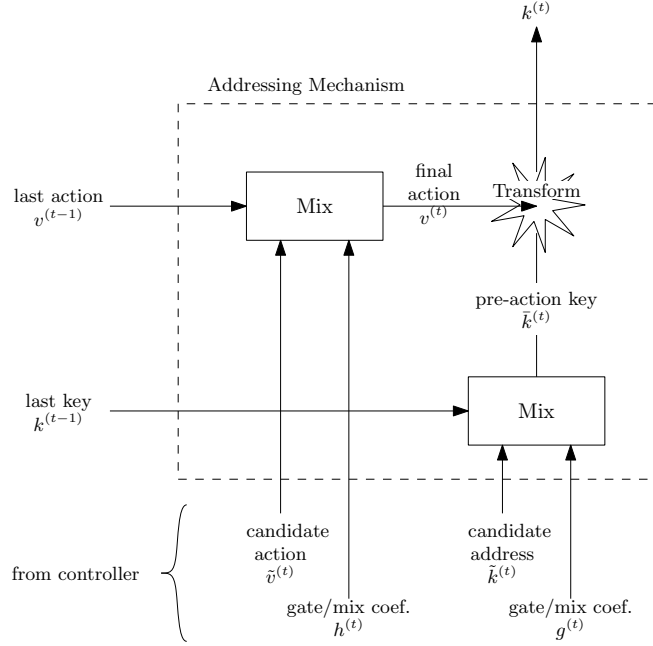 k^(t)
Addressing Mechanism
last action
v^(t−1)
Mix
final
action
v^(t)
Transform
pre-action key
k̄^(t)
last key
k^(t−1)
Mix
from controller
candidate
action
ṽ^(t)
gate/mix coef.
h^(t)
candidate
address
k̃^(t)
gate/mix coef.
g^(t)